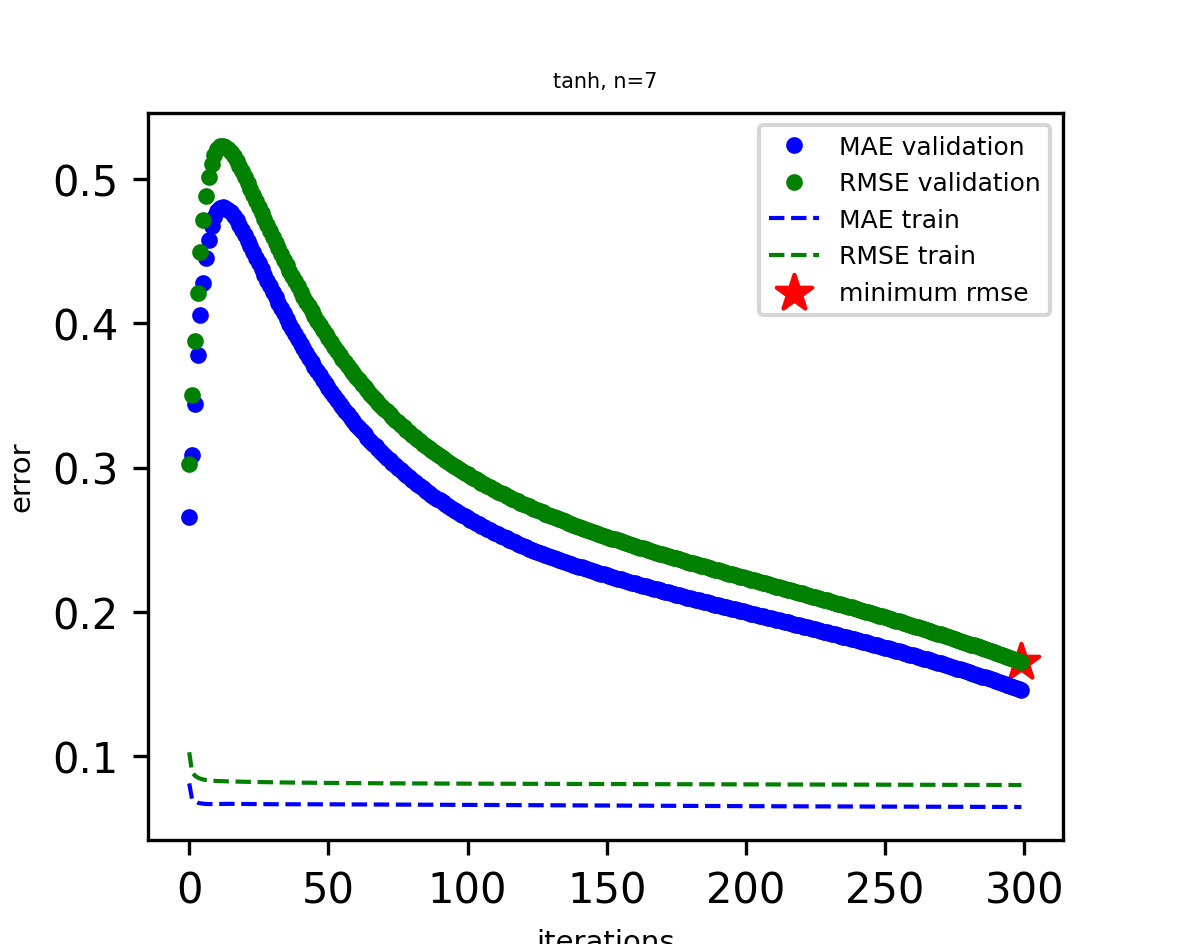 tanh, n=7
MAE validation
RMSE validation
MAE train
RMSE train
minimum rmse
error
0.5
0.4
0.3
0.2
0.1
0 50 100 150 200 250 300
iterations